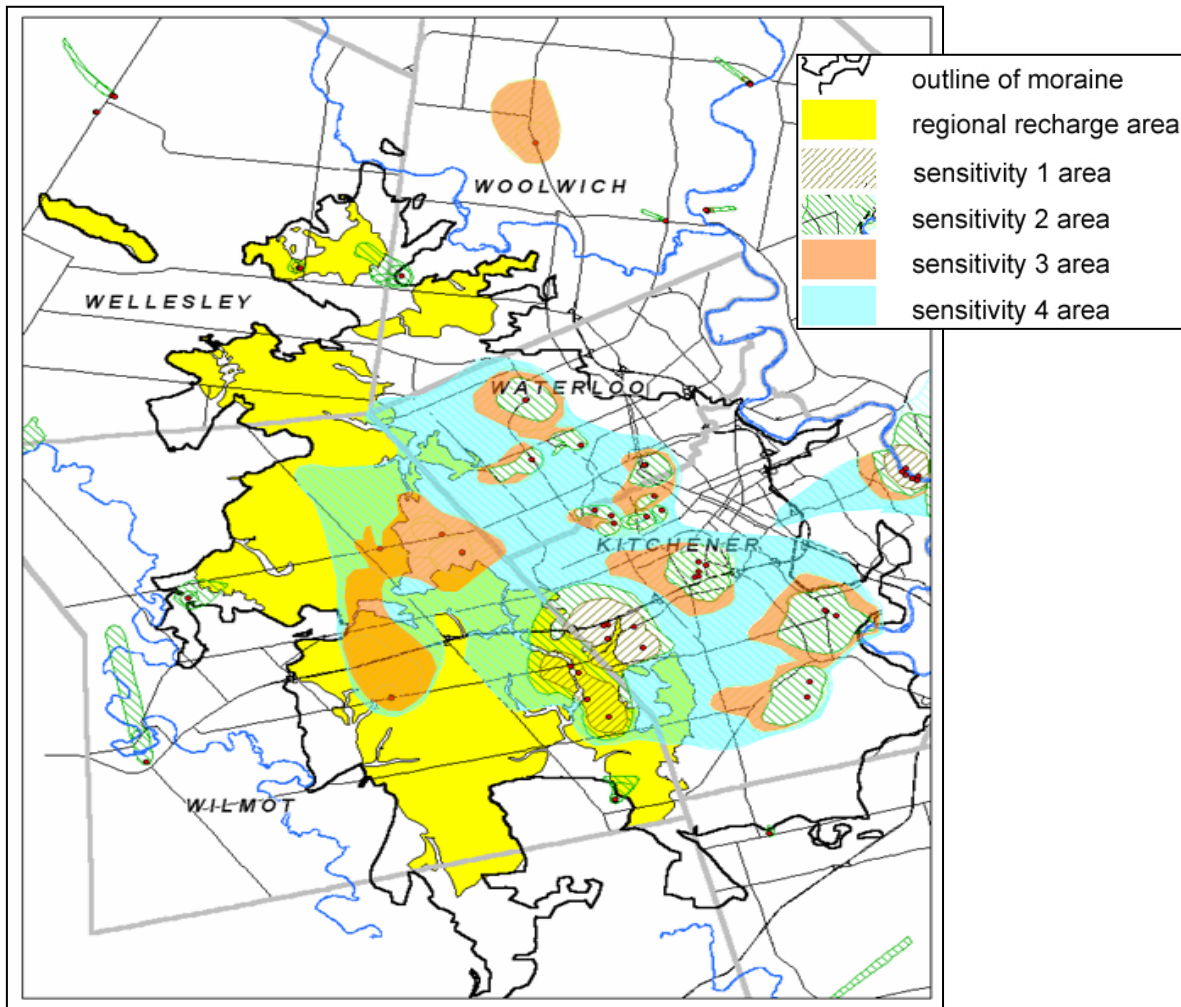 outline of moraine
regional recharge area
sensitivity 1 area
sensitivity 2 area
sensitivity 3 area
sensitivity 4 area
WOOLWICH
WELLESLEY
WATERLOO
KITCHENER
WILMOT